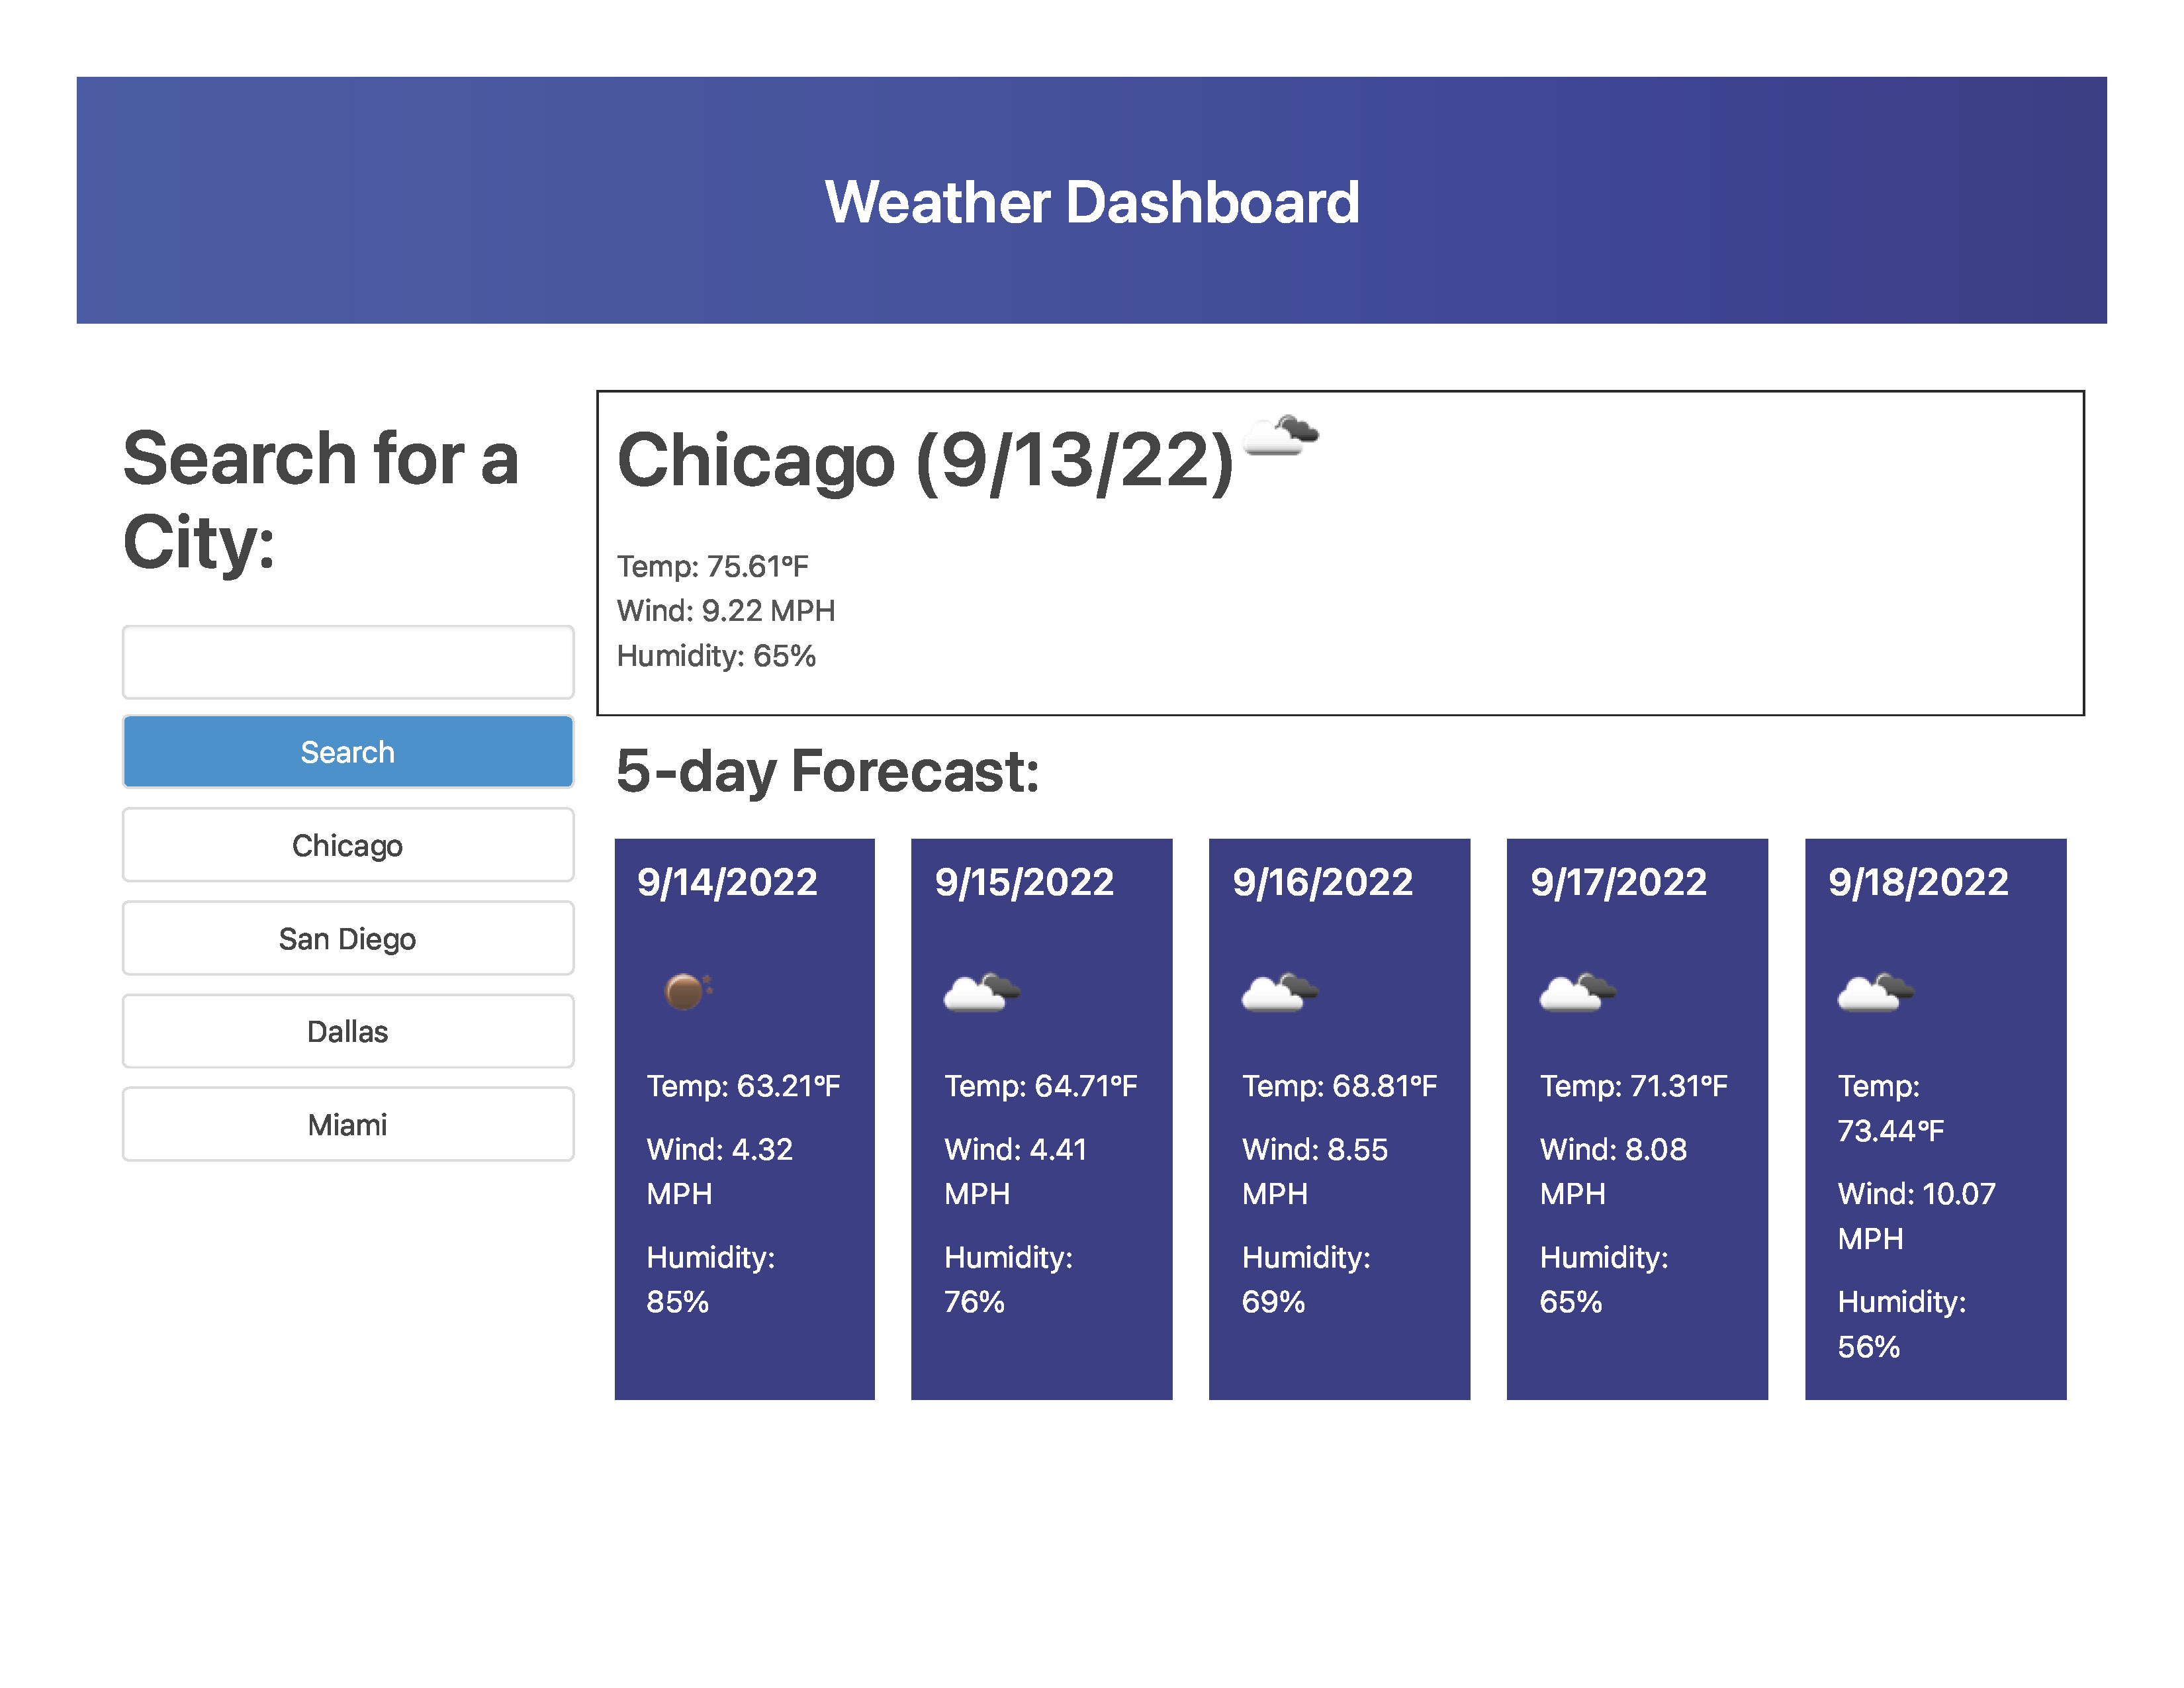 Weather Dashboard
Search for a
City:
Search
Chicago
San Diego
Dallas
Miami
Chicago (9/13/22)
Temp: 75.61°F
Wind: 9.22 MPH
Humidity: 65%
5-day Forecast:
9/14/2022
Temp: 63.21°F
Wind: 4.32
MPH
Humidity:
85%
9/15/2022
Temp: 64.71°F
Wind: 4.41
MPH
Humidity:
76%
9/16/2022
Temp: 68.81°F
Wind: 8.55
MPH
Humidity:
69%
9/17/2022
Temp: 71.31°F
Wind: 8.08
MPH
Humidity:
65%
9/18/2022
Temp:
73.44°F
Wind: 10.07
MPH
Humidity:
56%